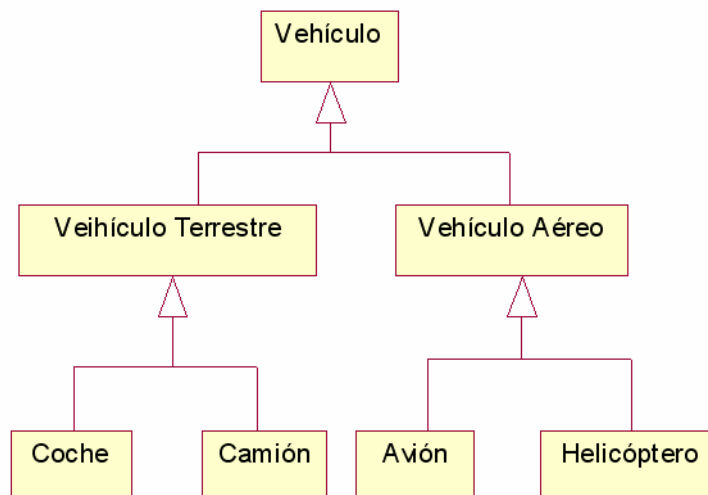 Vehículo
Veihículo Terrestre
Vehículo Aéreo
Coche
Camión
Avión
Helicóptero